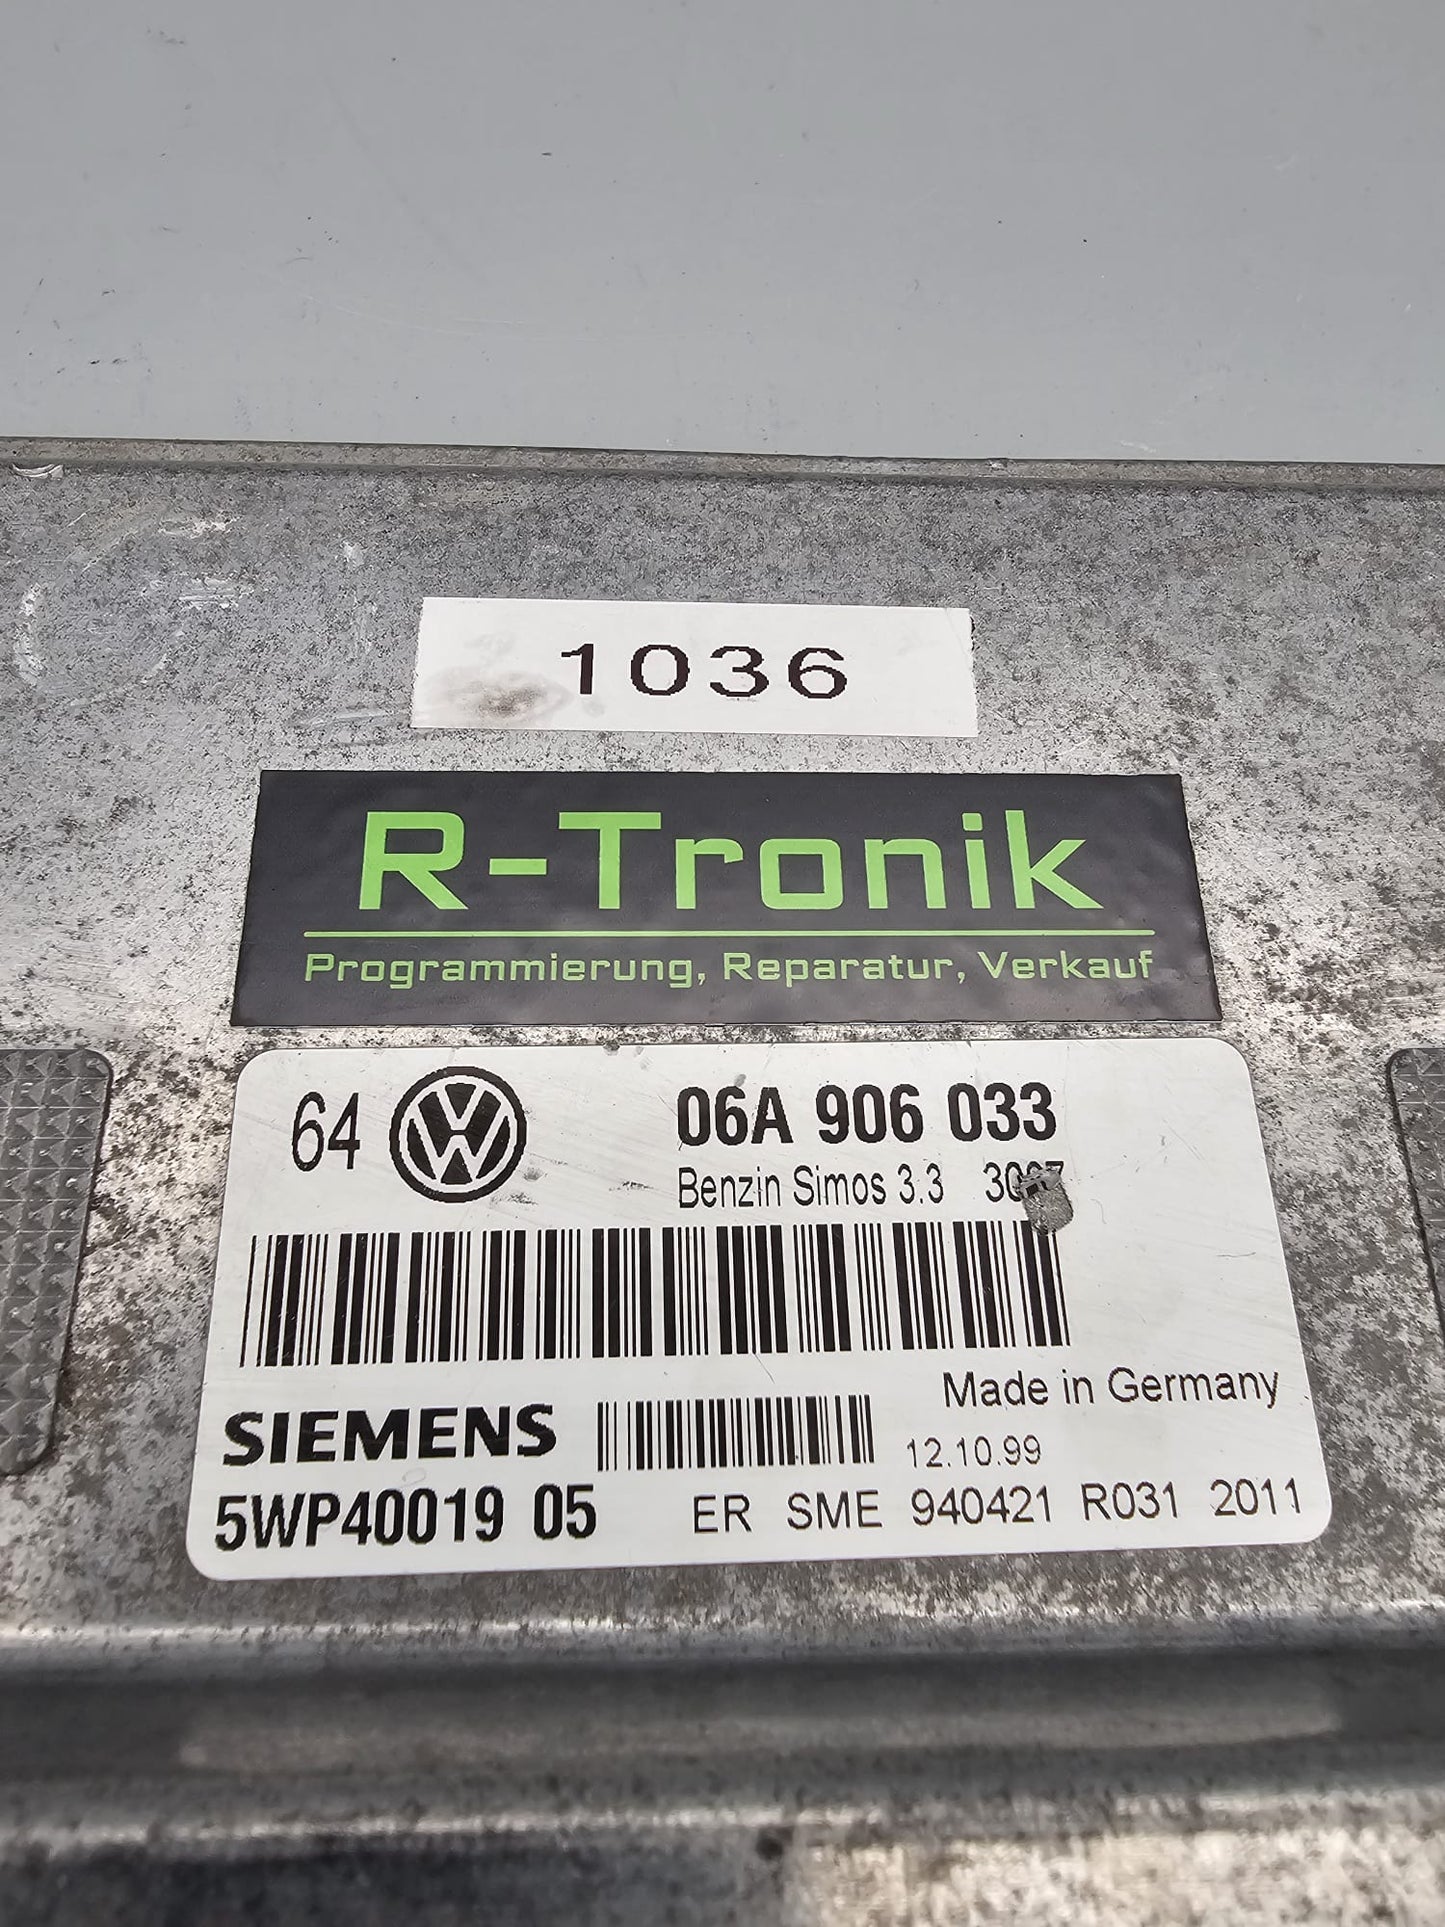 1036
R-Tronik
Programmierung, Reparatur, Verkauf
64 06A 906 033
Benzin Simos 3.3
Made in Germany
SIEMENS 12.10.99
5WP40019 05 ER SME 940421 R031 2011